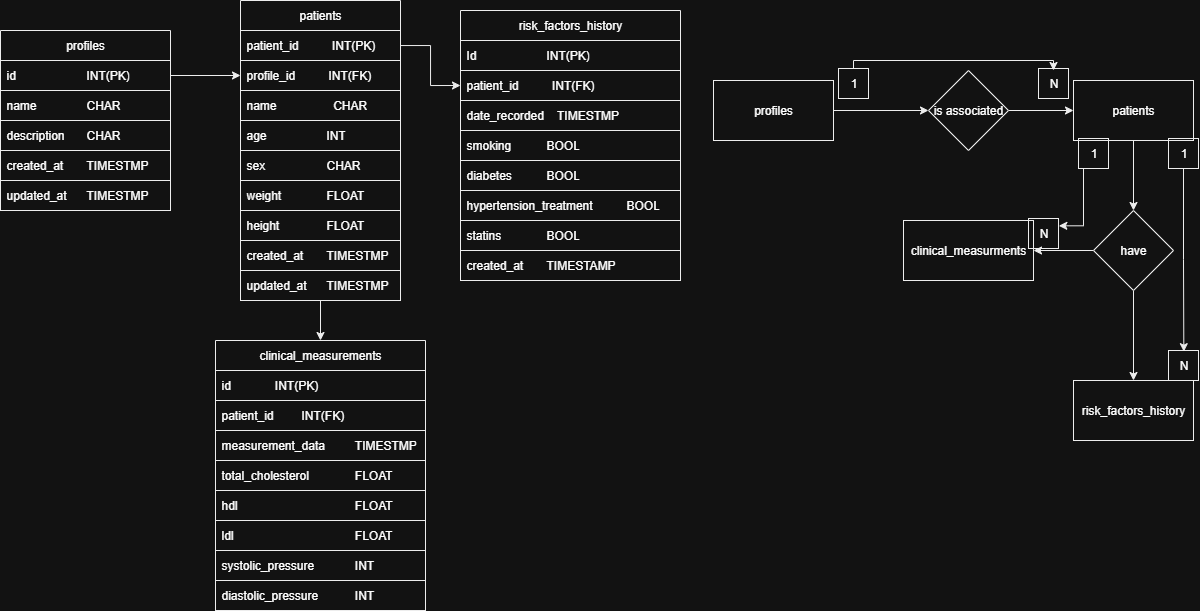 profiles
id INT(PK)
name CHAR
description CHAR
created_at TIMESTMP
updated_at TIMESTMP
patients
patient_id INT(PK)
profile_id INT(FK)
name CHAR
age INT
sex CHAR
weight FLOAT
height FLOAT
created_at TIMESTMP
updated_at TIMESTMP
risk_factors_history
Id INT(PK)
patient_id INT(FK)
date_recorded TIMESTMP
smoking BOOL
diabetes BOOL
hypertension_treatment BOOL
statins BOOL
created_at TIMESTAMP
clinical_measurements
id INT(PK)
patient_id INT(FK)
measurement_data TIMESTMP
total_cholesterol FLOAT
hdl FLOAT
ldl FLOAT
systolic_pressure INT
diastolic_pressure INT
1
N
profiles
is associated
patients
1
1
N
clinical_measurments
have
N
risk_factors_history